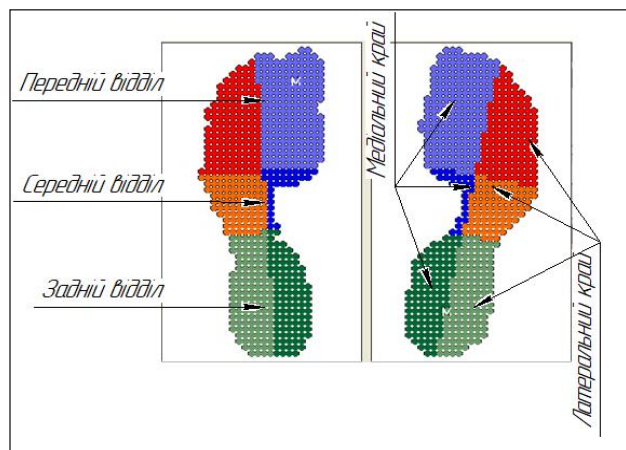 Передній відділ
Середній відділ
Задній відділ
Медіальний край
Латеральний край
М
М